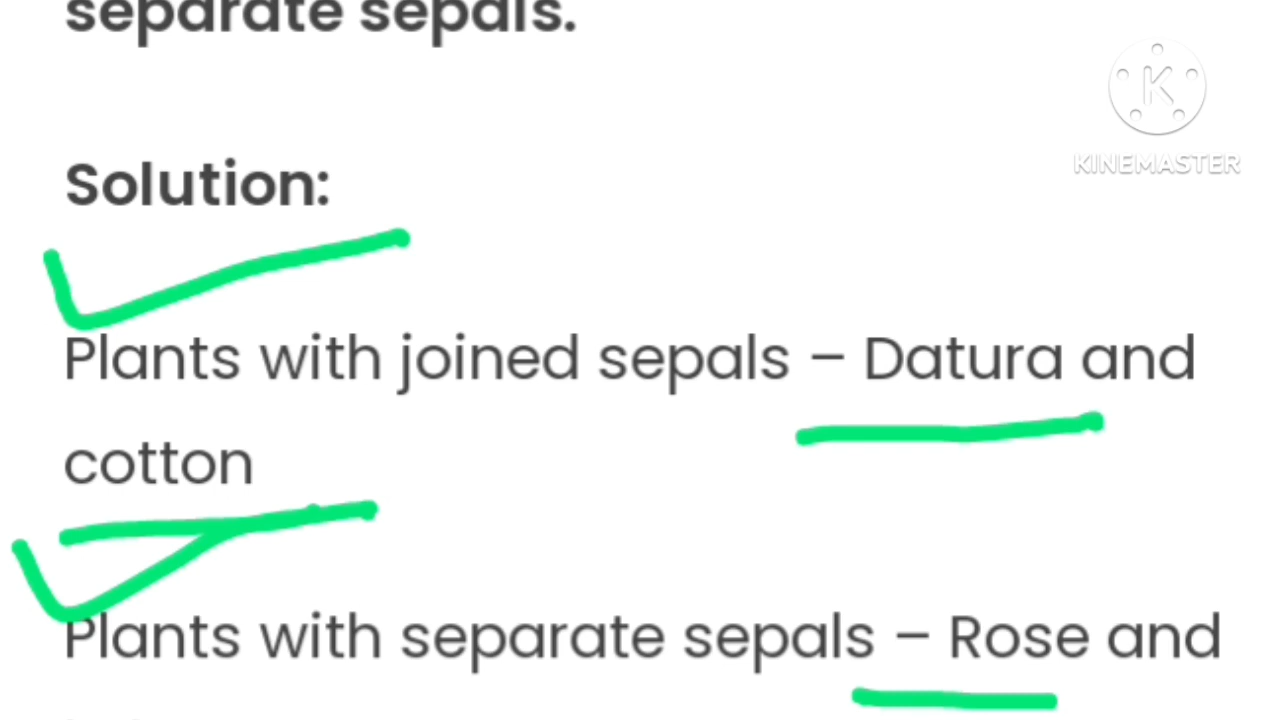 separate sepals.
K
KINEMASTER
Solution:
Plants with joined sepals – Datura and
cotton
Plants with separate sepals – Rose and